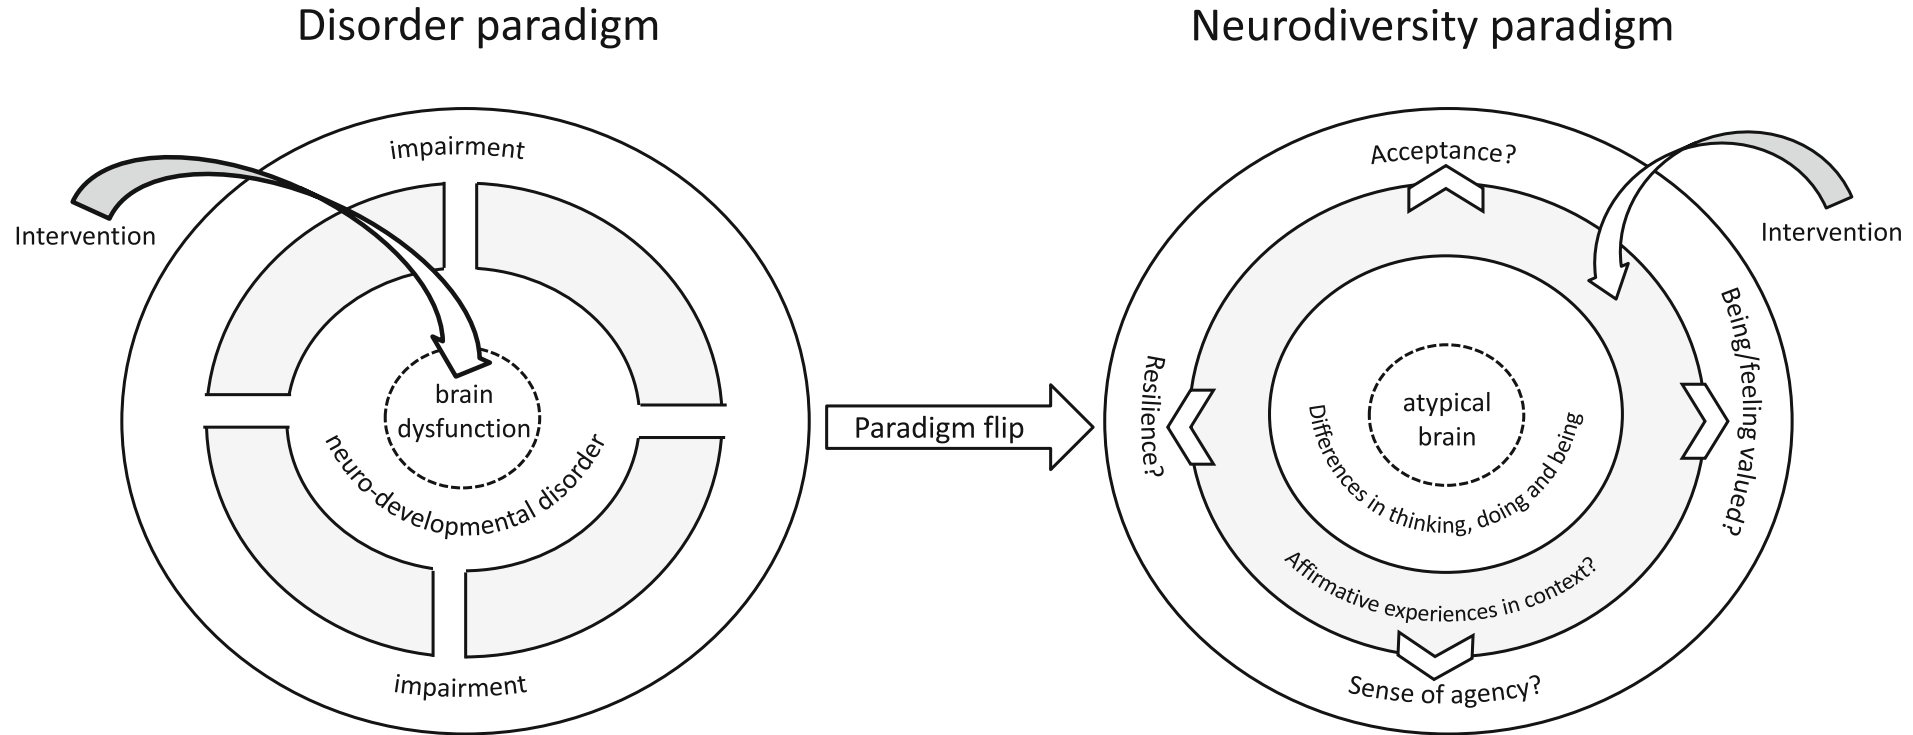 Disorder paradigm
impairment
Intervention
brain
dysfunction
neuro-developmental disorder
impairment
Paradigm flip
Neurodiversity paradigm
Acceptance?
Intervention
Resilience?
Being/feeling valued?
atypical
brain
Differences in thinking, doing and being
Affirmative experiences in context?
Sense of agency?